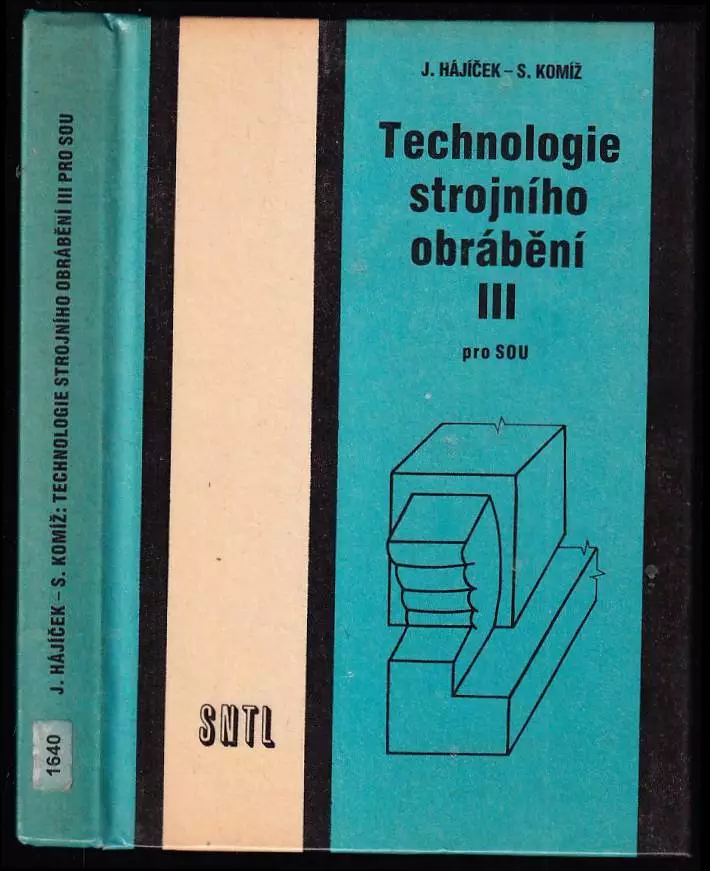 J. HÁJÍČEK – S. KOMÍŽ: TECHNOLOGIE STROJNÍHO OBRÁBĚNÍ III PRO SOU
1640
SNTL
J. HÁJÍČEK – S. KOMÍŽ
Technologie
strojního
obrábění
III
pro SOU